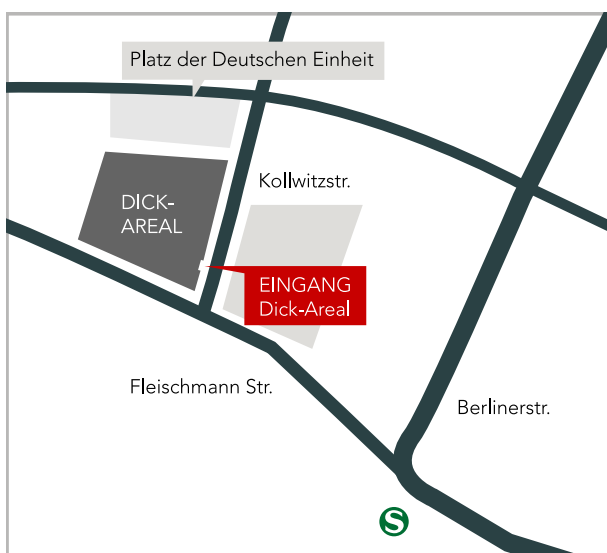 Platz der Deutschen Einheit
Kollwitzstr.
DICK-
AREAL
EINGANG
Dick-Areal
Fleischmann Str.
Berlinerstr.
S